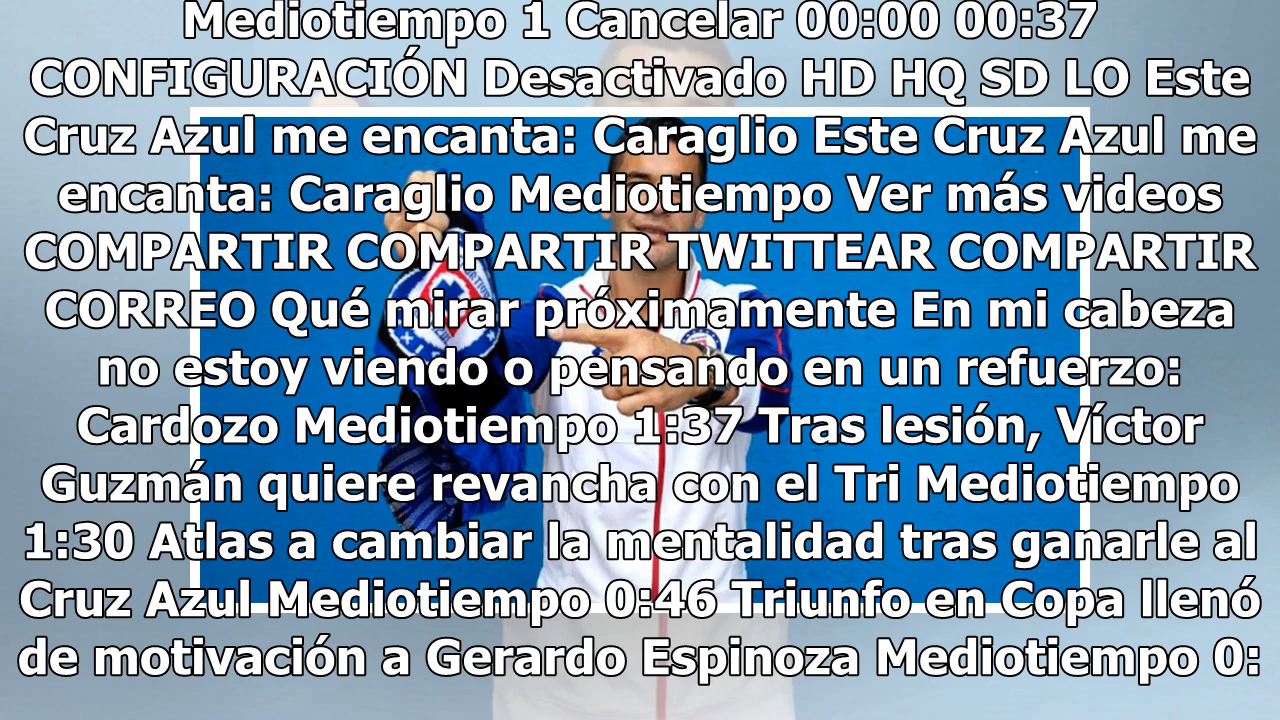 Mediotiempo 1 Cancelar 00:00 00:37
CONFIGURACIÓN Desactivado HD HQ SD LO Este
Cruz Azul me encanta: Caraglio Este Cruz Azul me
encanta: Caraglio Mediotiempo Ver más videos
COMPARTIR COMPARTIR TWITTEAR COMPARTIR
CORREO Qué mirar próximamente En mi cabeza
no estoy viendo o pensando en un refuerzo:
Cardozo Mediotiempo 1:37 Tras lesión, Víctor
Guzmán quiere revancha con el Tri Mediotiempo
1:30 Atlas a cambiar la mentalidad tras ganarle al
Cruz Azul Mediotiempo 0:46 Triunfo en Copa llenó
de motivación a Gerardo Espinoza Mediotiempo 0: